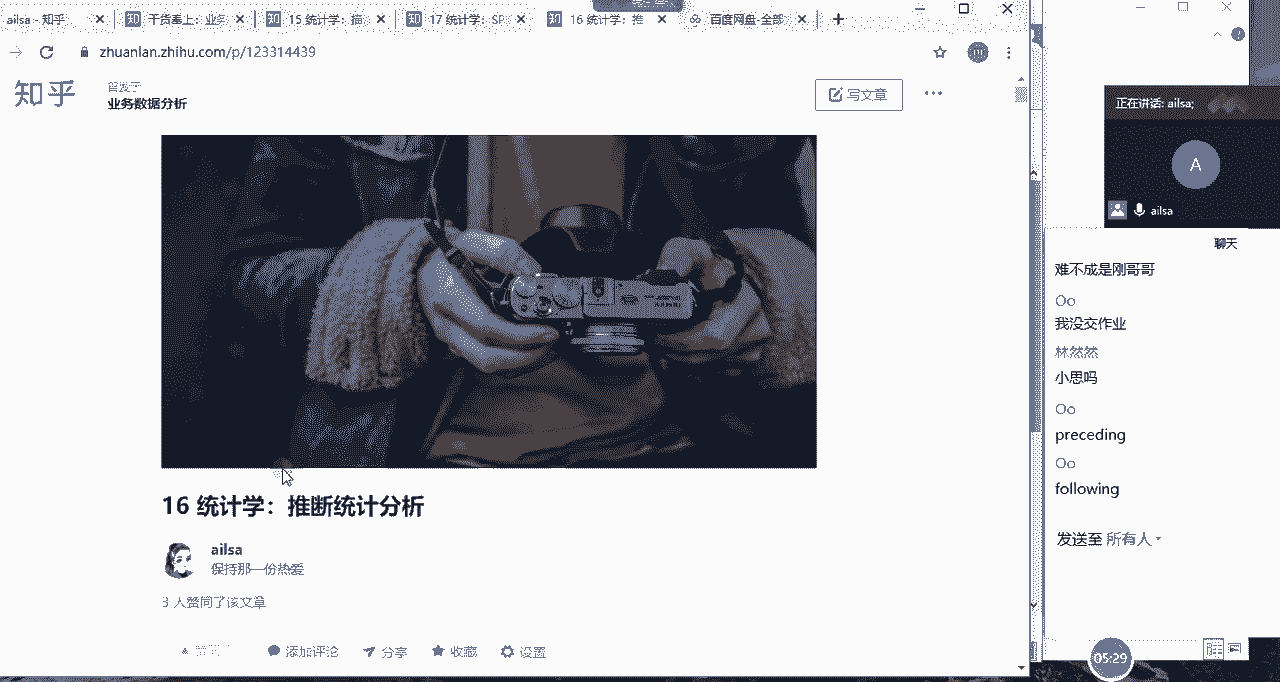 ailsa - 知乎
干货奉上：业务
15 统计学：描
17 统计学：SP
16 统计学：推
百度网盘-全部
zhuanlan.zhihu.com/p/123314439
m
知乎
首发于
业务数据分析
写文章
正在讲话: ailsa;
A
ailsa
聊天
难不成是刚哥哥
Oo
我没交作业
林然然
小思吗
Oo
preceding
Oo
following
发送至 所有人
16 统计学：推断统计分析
ailsa
保持那一份热爱
3 人赞同了该文章
添加评论
分享
收藏
设置
05:29